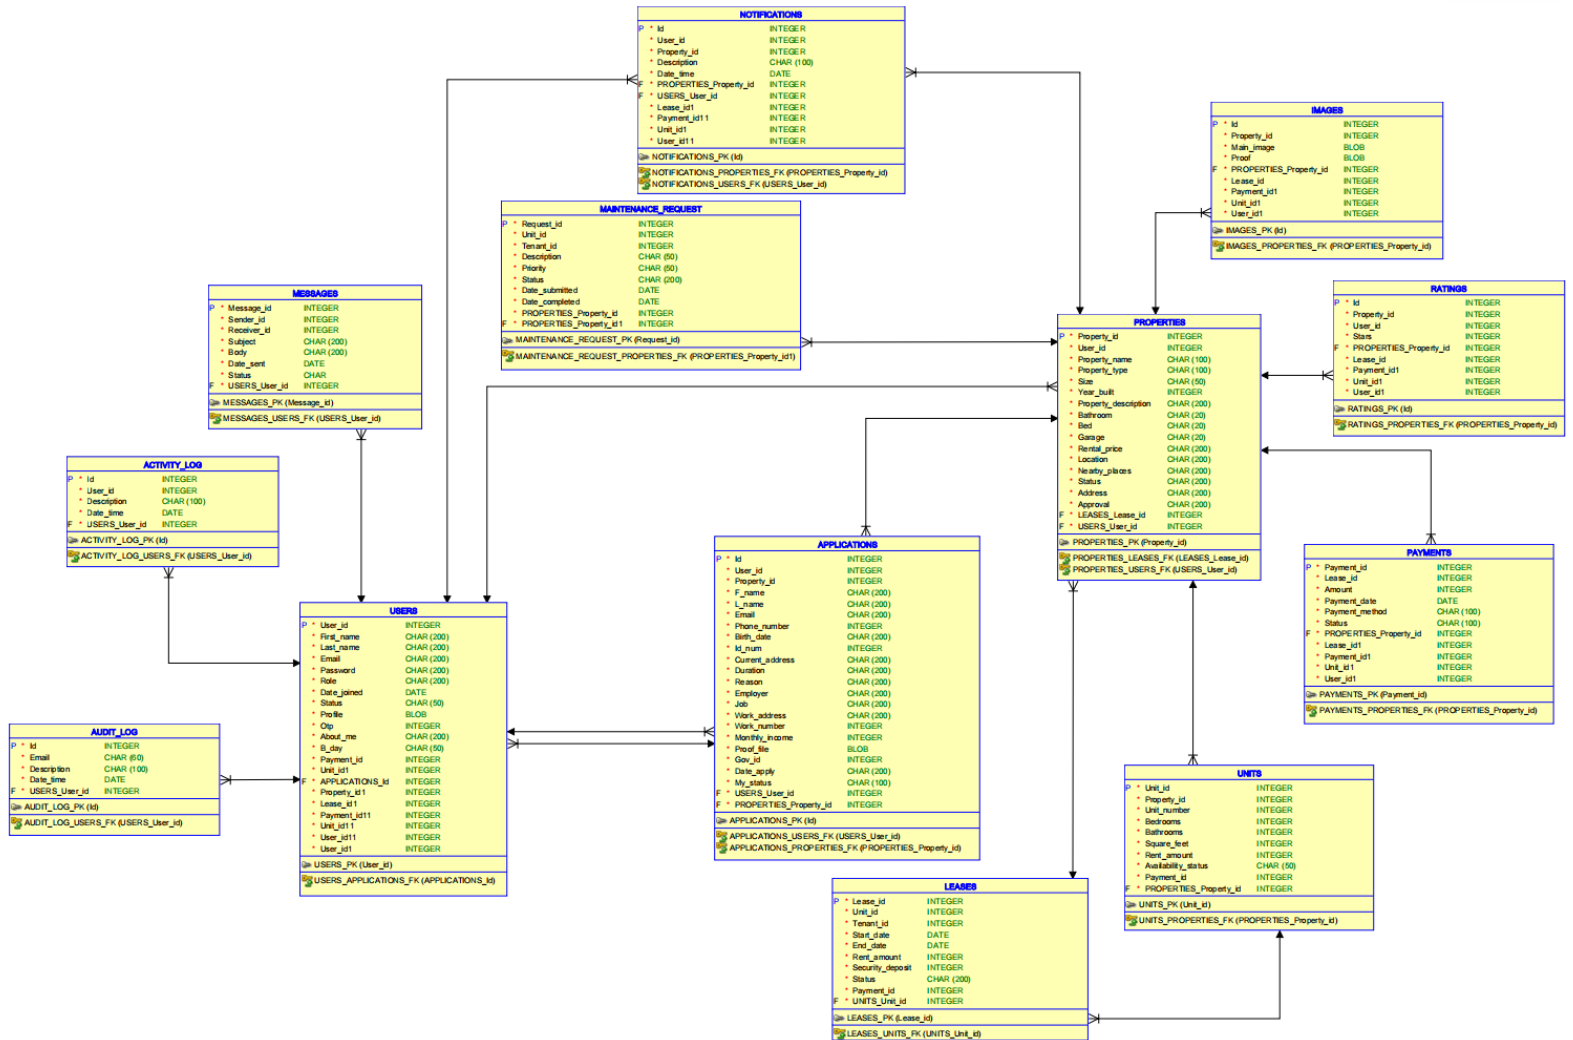 NOTIFICATIONS
P * Id INTEGER
* User_id INTEGER
* Property_id INTEGER
* Description CHAR (100)
* Date_time DATE
F * PROPERTIES_Property_id INTEGER
F * USERS_User_id INTEGER
* Lease_id1 INTEGER
* Payment_id11 INTEGER
* Unit_id1 INTEGER
* User_id11 INTEGER
NOTIFICATIONS_PK (Id)
NOTIFICATIONS_PROPERTIES_FK (PROPERTIES_Property_id)
NOTIFICATIONS_USERS_FK (USERS_User_id)
IMAGES
P * Id INTEGER
* Property_id INTEGER
* Main_image BLOB
* Proof BLOB
F * PROPERTIES_Property_id INTEGER
* Lease_id INTEGER
* Payment_id1 INTEGER
* Unit_id1 INTEGER
* User_id1 INTEGER
IMAGES_PK (Id)
IMAGES_PROPERTIES_FK (PROPERTIES_Property_id)
MAINTENANCE_REQUEST
P * Request_id INTEGER
* Unit_id INTEGER
* Tenant_id INTEGER
* Description CHAR (50)
* Priority CHAR (50)
* Status CHAR (200)
* Date_submitted DATE
* Date_completed DATE
* PROPERTIES_Property_id INTEGER
F * PROPERTIES_Property_id1 INTEGER
MAINTENANCE_REQUEST_PK (Request_id)
MAINTENANCE_REQUEST_PROPERTIES_FK (PROPERTIES_Property_id1)
MESSAGES
P * Message_id INTEGER
* Sender_id INTEGER
* Receiver_id INTEGER
* Subject CHAR (200)
* Body CHAR (200)
* Date_sent DATE
* Status CHAR
F * USERS_User_id INTEGER
MESSAGES_PK (Message_id)
MESSAGES_USERS_FK (USERS_User_id)
RATINGS
P * Id INTEGER
* Property_id INTEGER
* User_id INTEGER
* Stars INTEGER
F * PROPERTIES_Property_id INTEGER
* Lease_id INTEGER
* Payment_id1 INTEGER
* Unit_id1 INTEGER
* User_id1 INTEGER
RATINGS_PK (Id)
RATINGS_PROPERTIES_FK (PROPERTIES_Property_id)
PROPERTIES
P * Property_id INTEGER
* User_id INTEGER
* Property_name CHAR (100)
* Property_type CHAR (100)
* Size CHAR (50)
* Year_built INTEGER
* Property_description CHAR (200)
* Bathroom CHAR (20)
* Bed CHAR (20)
* Garage CHAR (20)
* Rental_price CHAR (200)
* Location CHAR (200)
* Nearby_places CHAR (200)
* Status CHAR (200)
* Address CHAR (200)
* Approval CHAR (200)
F * LEASES_Lease_id INTEGER
F * USERS_User_id INTEGER
PROPERTIES_PK (Property_id)
PROPERTIES_LEASES_FK (LEASES_Lease_id)
PROPERTIES_USERS_FK (USERS_User_id)
ACTIVITY_LOG
P * Id INTEGER
* User_id INTEGER
* Description CHAR (100)
* Date_time DATE
F * USERS_User_id INTEGER
ACTIVITY_LOG_PK (Id)
ACTIVITY_LOG_USERS_FK (USERS_User_id)
APPLICATIONS
P * Id INTEGER
* User_id INTEGER
* Property_id INTEGER
* F_name CHAR (200)
* L_name CHAR (200)
* Email CHAR (200)
* Phone_number INTEGER
* Birth_date CHAR (200)
* Id_num INTEGER
* Current_address CHAR (200)
* Duration CHAR (200)
* Reason CHAR (200)
* Employer CHAR (200)
* Job CHAR (200)
* Work_address CHAR (200)
* Work_number INTEGER
* Monthly_income INTEGER
* Proof_file BLOB
* Gov_id INTEGER
* Date_apply CHAR (200)
* My_status CHAR (100)
F * USERS_User_id INTEGER
F * PROPERTIES_Property_id INTEGER
APPLICATIONS_PK (Id)
APPLICATIONS_USERS_FK (USERS_User_id)
APPLICATIONS_PROPERTIES_FK (PROPERTIES_Property_id)
PAYMENTS
P * Payment_id INTEGER
* Lease_id INTEGER
* Amount INTEGER
* Payment_date DATE
* Payment_method CHAR (100)
* Status CHAR (100)
F * PROPERTIES_Property_id INTEGER
* Lease_id1 INTEGER
* Payment_id1 INTEGER
* Unit_id1 INTEGER
* User_id1 INTEGER
PAYMENTS_PK (Payment_id)
PAYMENTS_PROPERTIES_FK (PROPERTIES_Property_id)
USERS
P * User_id INTEGER
* First_name CHAR (200)
* Last_name CHAR (200)
* Email CHAR (200)
* Password CHAR (200)
* Role CHAR (200)
* Date_joined DATE
* Status CHAR (50)
* Profile BLOB
* Otp INTEGER
* About_me CHAR (200)
* B_day CHAR (50)
* Payment_id INTEGER
* Unit_id1 INTEGER
F * APPLICATIONS_Id INTEGER
* Property_id1 INTEGER
* Lease_id1 INTEGER
* Payment_id11 INTEGER
* Unit_id11 INTEGER
* User_id11 INTEGER
* User_id1 INTEGER
USERS_PK (User_id)
USERS_APPLICATIONS_FK (APPLICATIONS_Id)
AUDIT_LOG
P * Id INTEGER
* Email CHAR (60)
* Description CHAR (100)
* Date_time DATE
F * USERS_User_id INTEGER
AUDIT_LOG_PK (Id)
AUDIT_LOG_USERS_FK (USERS_User_id)
UNITS
P * Unit_id INTEGER
* Property_id INTEGER
* Unit_number INTEGER
* Bedrooms INTEGER
* Bathrooms INTEGER
* Square_feet INTEGER
* Rent_amount INTEGER
* Availability_status CHAR (50)
* Payment_id INTEGER
F * PROPERTIES_Property_id INTEGER
UNITS_PK (Unit_id)
UNITS_PROPERTIES_FK (PROPERTIES_Property_id)
LEASES
P * Lease_id INTEGER
* Unit_id INTEGER
* Tenant_id INTEGER
* Start_date DATE
* End_date DATE
* Rent_amount INTEGER
* Security_deposit INTEGER
* Status CHAR (200)
* Payment_id INTEGER
F * UNITS_Unit_id INTEGER
LEASES_PK (Lease_id)
LEASES_UNITS_FK (UNITS_Unit_id)